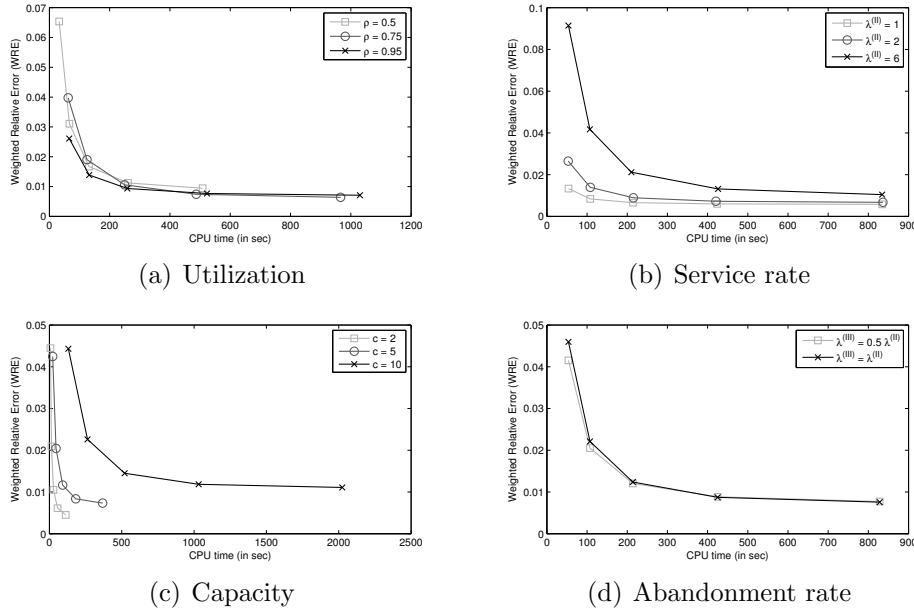 0.07
0.06
0.05
0.04
0.03
0.02
0.01
0
0 200 400 600 800 1000 1200
Weighted Relative Error (WRE)
CPU time (in sec)
ρ = 0.5
ρ = 0.75
ρ = 0.95
(a) Utilization
0.1
0.08
0.06
0.04
0.02
0
0 100 200 300 400 500 600 700 800 900
Weighted Relative Error (WRE)
CPU time (in sec)
λ(II) = 1
λ(II) = 2
λ(II) = 6
(b) Service rate
0.05
0.04
0.03
0.02
0.01
0
0 500 1000 1500 2000 2500
Weighted Relative Error (WRE)
CPU time (in sec)
c = 2
c = 5
c = 10
(c) Capacity
0.05
0.04
0.03
0.02
0.01
0
0 100 200 300 400 500 600 700 800 900
Weighted Relative Error (WRE)
CPU time (in sec)
λ(III) = 0.5 λ(II)
λ(III) = λ(II)
(d) Abandonment rate